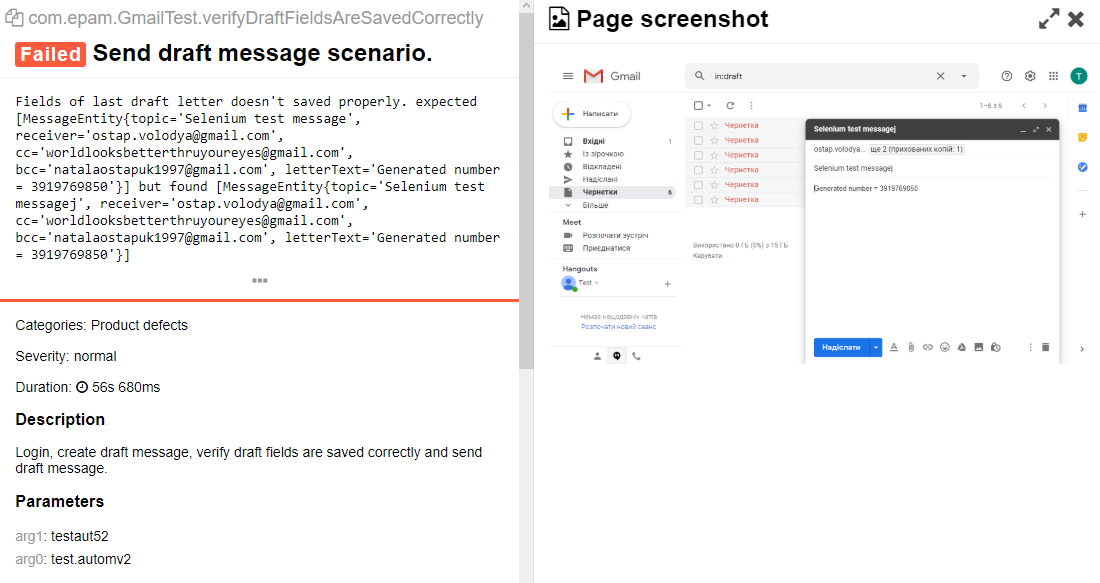 com.epam.GmailTest.verifyDraftFieldsAreSavedCorrectly
Failed Send draft message scenario.
Fields of last draft letter doesn't saved properly. expected
[MessageEntity{topic='Selenium test message',
receiver='ostap.volodya@gmail.com',
cc='worldlooksbetterthruyoureyes@gmail.com',
bcc='natalaostapuk1997@gmail.com', letterText='Generated number
= 3919769850'}] but found [MessageEntity{topic='Selenium test
messagej', receiver='ostap.volodya@gmail.com',
cc='worldlooksbetterthruyoureyes@gmail.com',
bcc='natalaostapuk1997@gmail.com', letterText='Generated number
= 3919769850'}]
Categories: Product defects
Severity: normal
Duration: 56s 680ms
Description
Login, create draft message, verify draft fields are saved correctly and send
draft message.
Parameters
arg1: testaut52
arg0: test.automv2
Page screenshot
Gmail
in:draft
T
Написати
1–6 з 6
Вхідні 1
Із зірочкою
Відкладені
Надіслані
Чернетки 6
Більше
Meet
Розпочати зустріч
Приєднатися
Hangouts
Test
Немає нещодавніх чатів
Розпочати новий сеанс
Чернетка
Чернетка
Чернетка
Чернетка
Чернетка
Чернетка
Використано 0 ГБ (0%) з 15 ГБ
Керувати
Selenium test messagej
ostap.volodya... ще 2 (прихованих копій: 1)
Selenium test messagej
Generated number = 3919769850
Надіслати